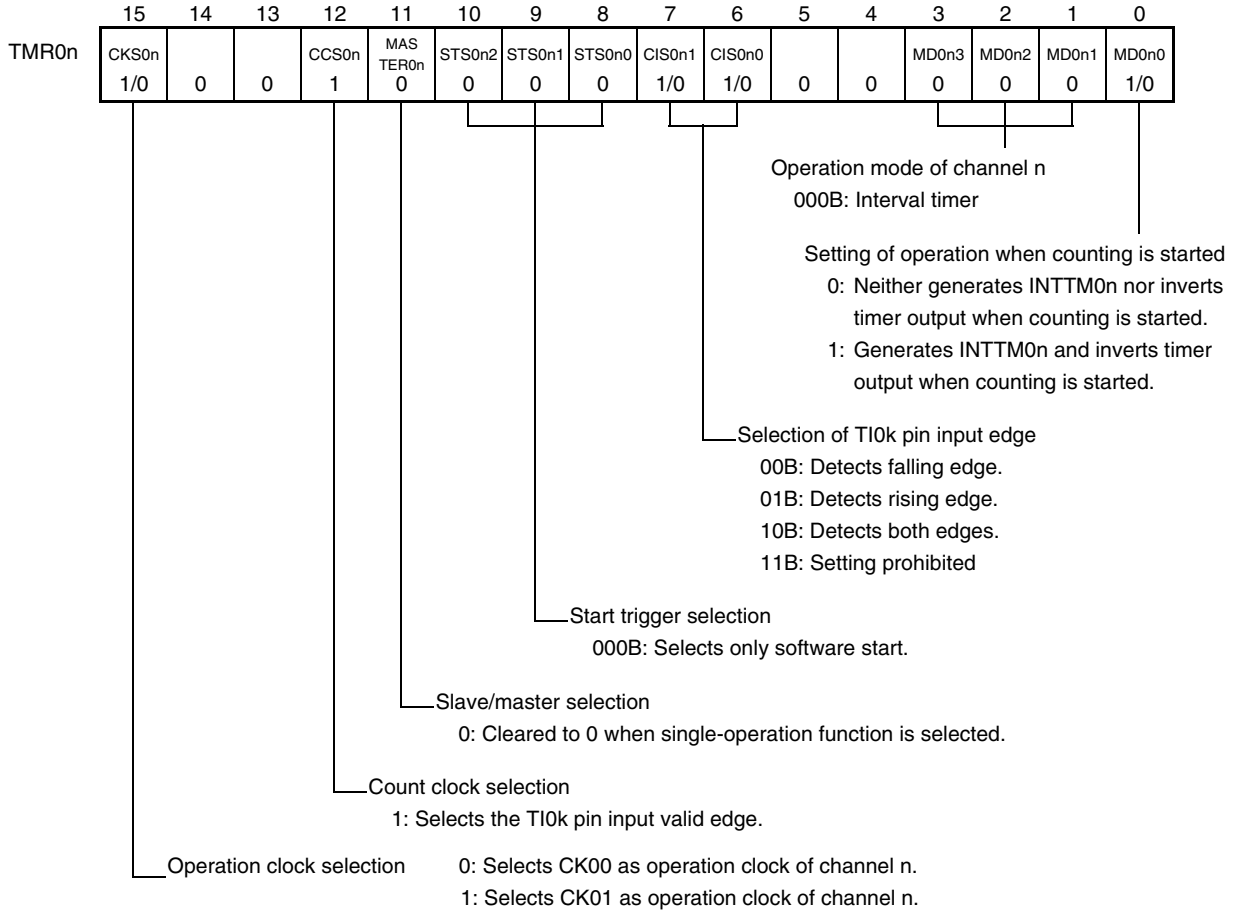 15 14 13 12 11 10 9 8 7 6 5 4 3 2 1 0
TMR0n
CKS0n CCS0n MAS TER0n STS0n2 STS0n1 STS0n0 CIS0n1 CIS0n0 MD0n3 MD0n2 MD0n1 MD0n0
1/0 0 0 1 0 0 0 0 1/0 1/0 0 0 0 0 0 1/0
Operation mode of channel n
000B: Interval timer
Setting of operation when counting is started
0: Neither generates INTTM0n nor inverts
timer output when counting is started.
1: Generates INTTM0n and inverts timer
output when counting is started.
Selection of TI0k pin input edge
00B: Detects falling edge.
01B: Detects rising edge.
10B: Detects both edges.
11B: Setting prohibited
Start trigger selection
000B: Selects only software start.
Slave/master selection
0: Cleared to 0 when single-operation function is selected.
Count clock selection
1: Selects the TI0k pin input valid edge.
Operation clock selection 0: Selects CK00 as operation clock of channel n.
1: Selects CK01 as operation clock of channel n.